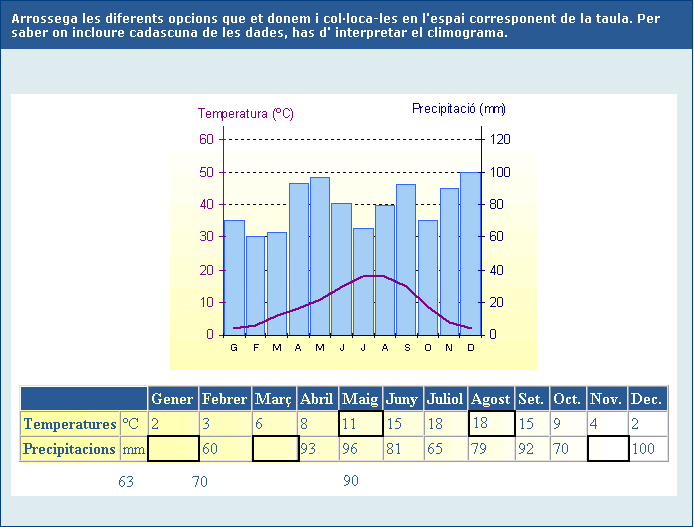 Arrossega les diferents opcions que et donem i col·loca-les en l'espai corresponent de la taula. Per
saber on incloure cadascuna de les dades, has d' interpretar el climograma.
Temperatura (ºC) Precipitació (mm)
60 120
50 100
40 80
30 60
20 40
10 20
0 0
G F M A M J J A S O N D
Gener Febrer Març Abril Maig Juny Juliol Agost Set. Oct. Nov. Dec.
Temperatures ºC 2 3 6 8 11 15 18 18 15 9 4 2
Precipitacions mm 60 93 96 81 65 79 92 70 100
63 70 90